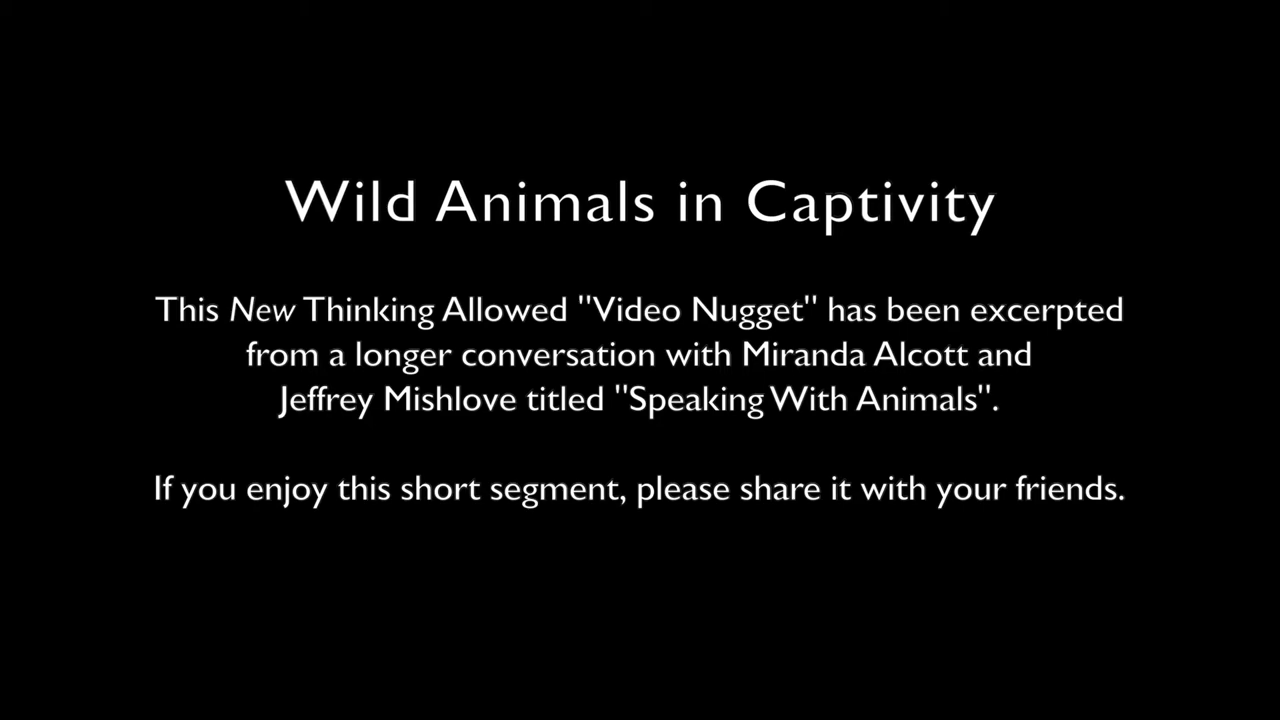 Wild Animals in Captivity
This New Thinking Allowed "Video Nugget" has been excerpted
from a longer conversation with Miranda Alcott and
Jeffrey Mishlove titled "Speaking With Animals".
If you enjoy this short segment, please share it with your friends.